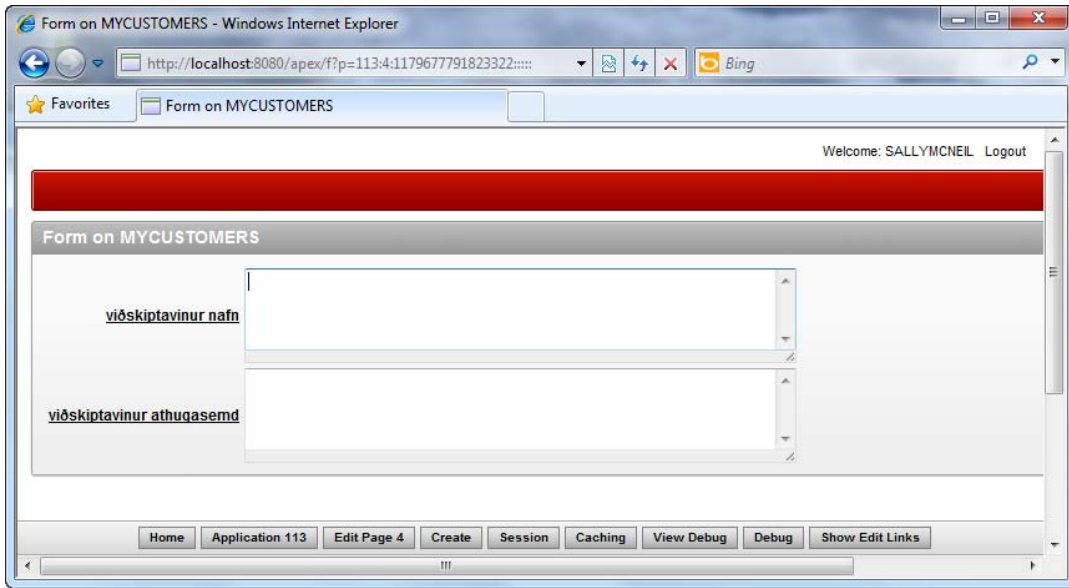 Form on MYCUSTOMERS - Windows Internet Explorer
http://localhost:8080/apex/f?p=113:4:1179677791823322:::::
Bing
Favorites
Form on MYCUSTOMERS
Welcome: SALLYMCNEIL Logout
Form on MYCUSTOMERS
viðskiptavinur nafn
viðskiptavinur athugasemd
Home Application 113 Edit Page 4 Create Session Caching View Debug Debug Show Edit Links